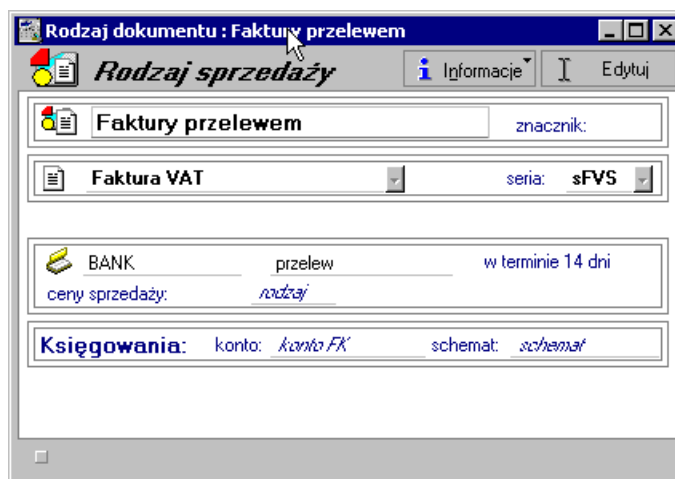 Rodzaj dokumentu : Faktury przelewem
Rodzaj sprzedaży
Informacje
Edytuj
Faktury przelewem
znacznik:
Faktura VAT
seria: sFVS
BANK przelew w terminie 14 dni
ceny sprzedaży: rodzaj
Księgowania: konto: konto FK schemat: schemat